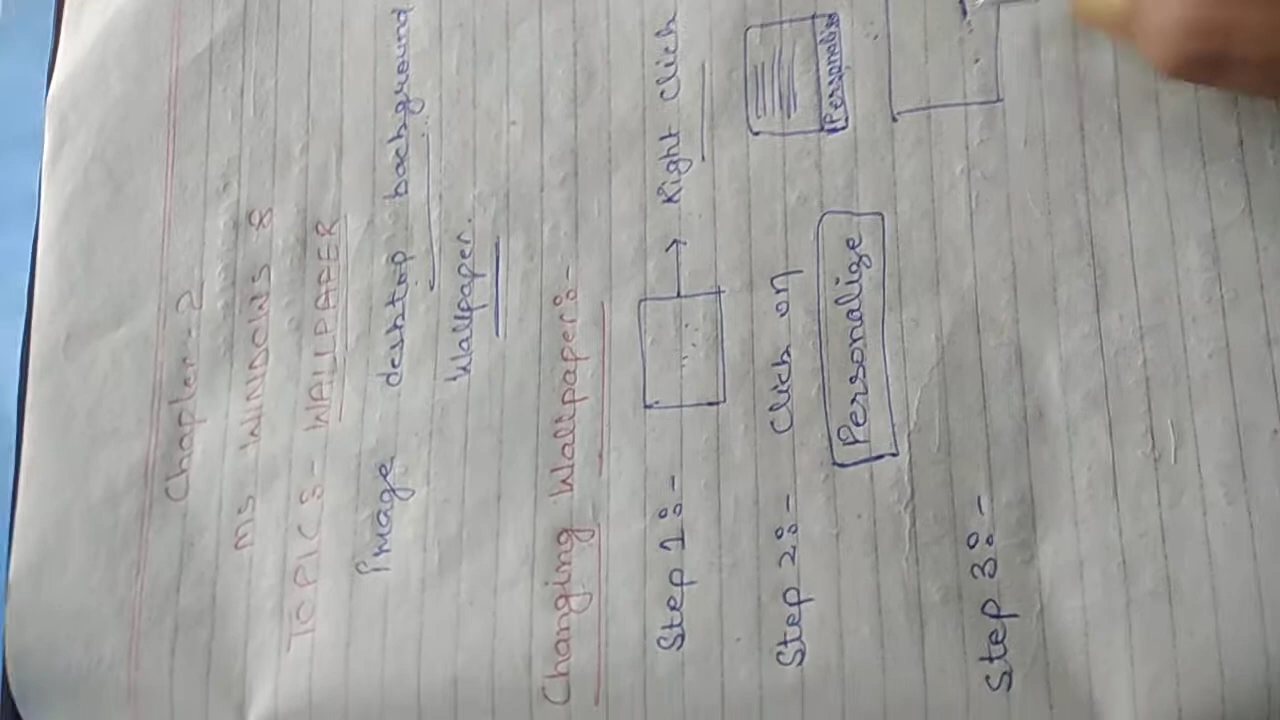 Chapter-2
MS WINDOWS 8
TOPIC:- WALLPAPER
Image desktop background
Wallpaper.
Changing Wallpaper:-
Step 1:- → Right Click
Step 2:- Click on
Personalize
Personalize
Step 3:-